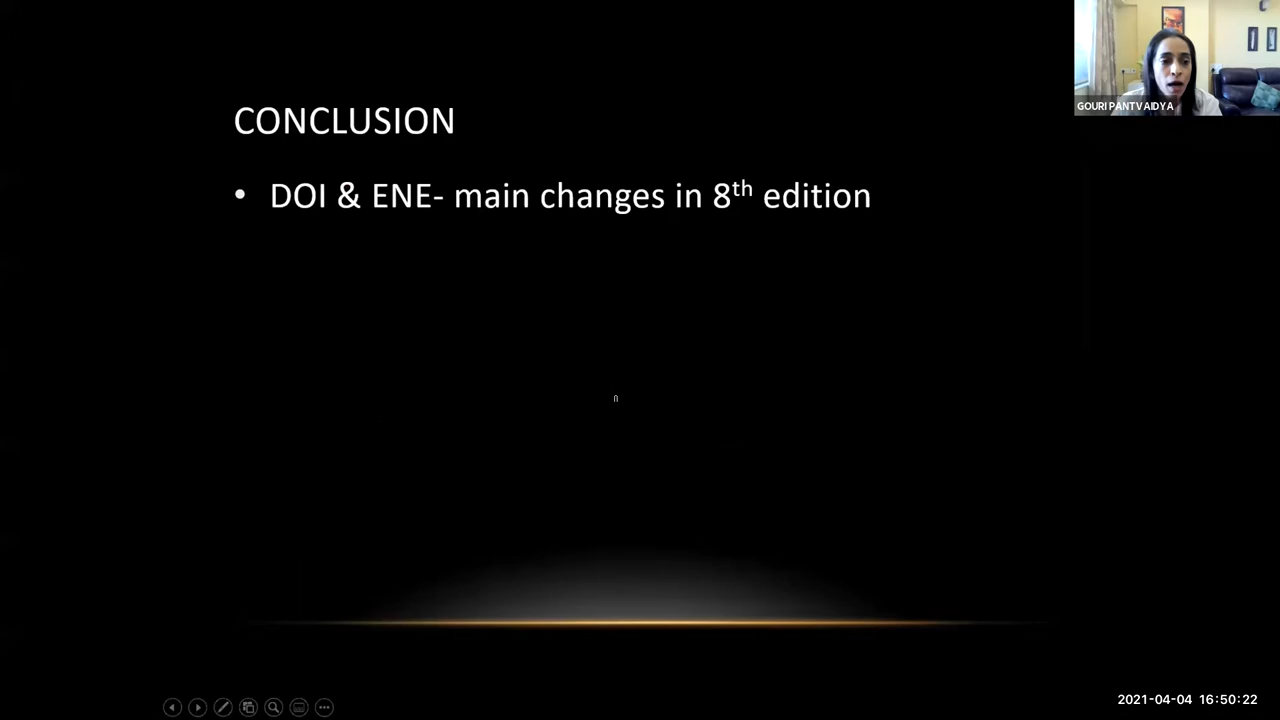 GOURI PANTVAIDYA
CONCLUSION
• DOI & ENE- main changes in 8th edition
2021-04-04 16:50:22